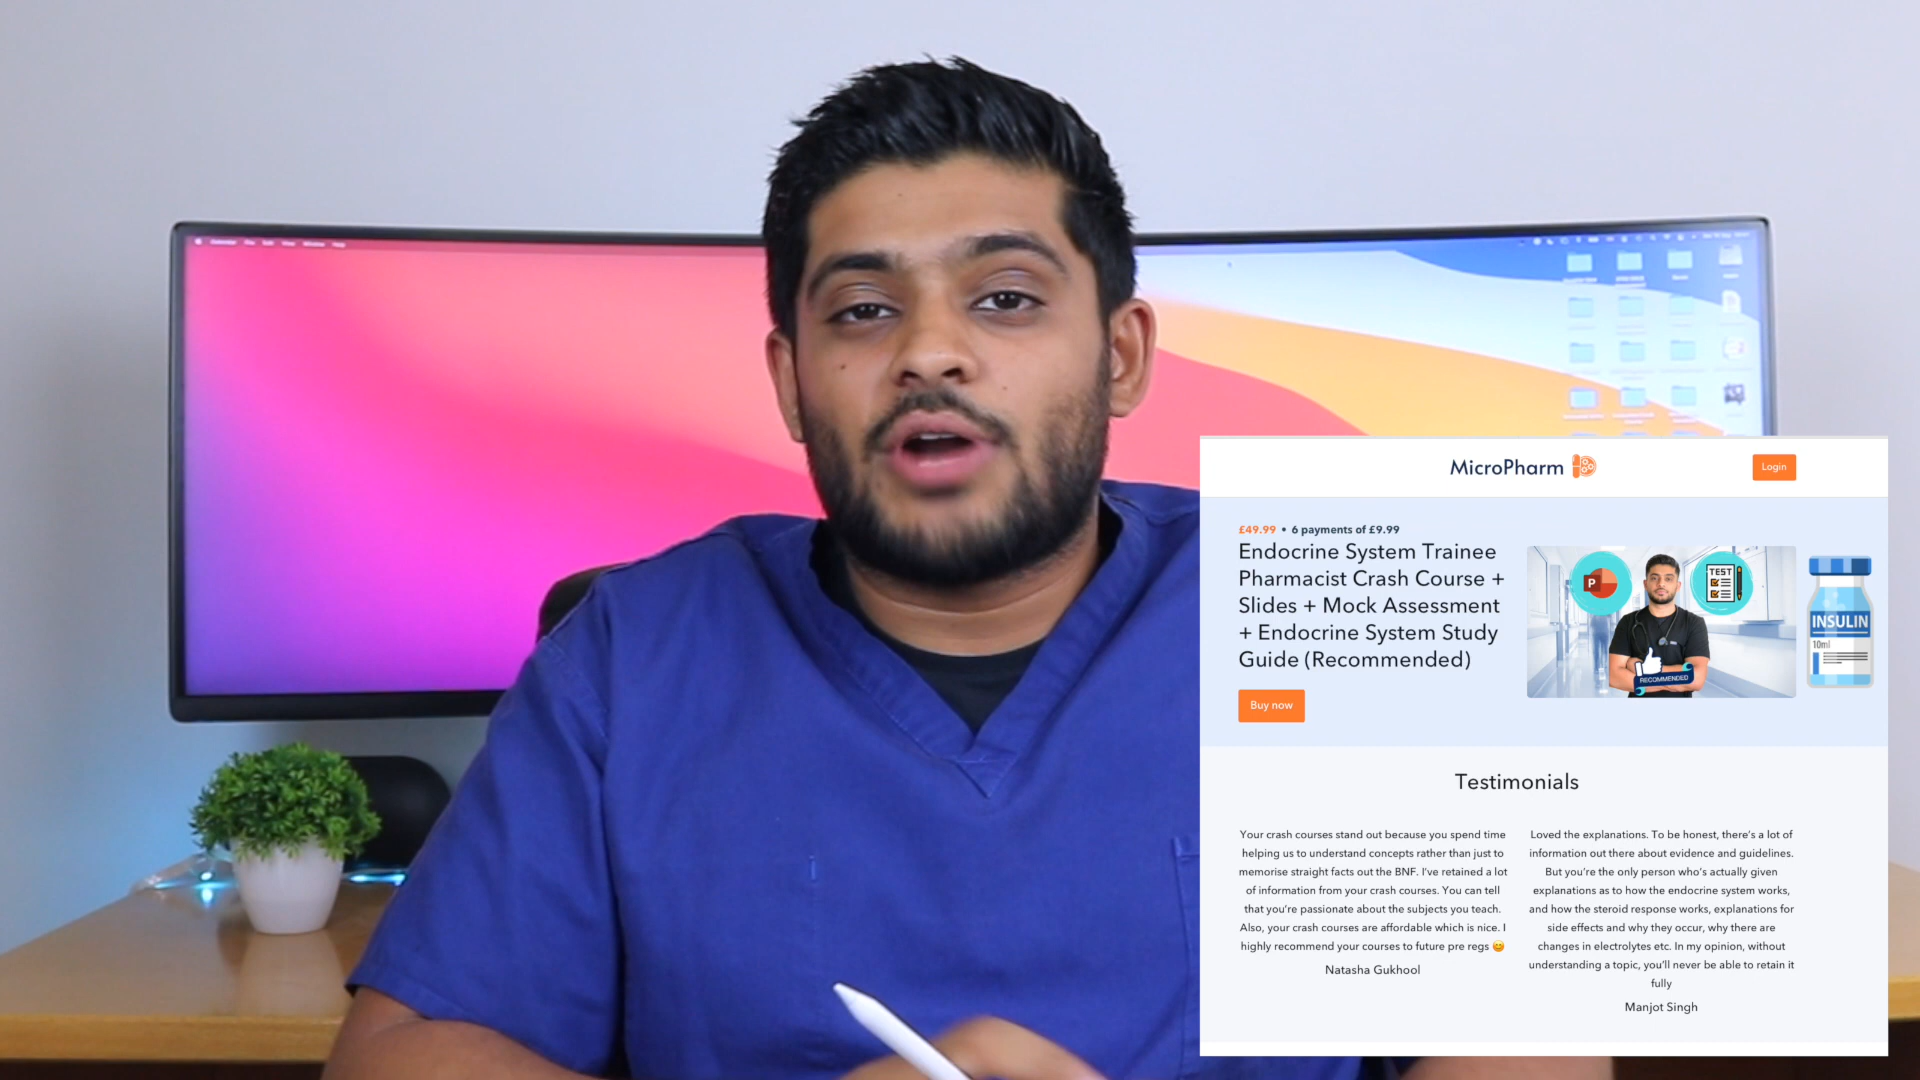 Calendar File Edit View Window Help
MicroPharm
Login
£49.99 • 6 payments of £9.99
Endocrine System Trainee
Pharmacist Crash Course +
Slides + Mock Assessment
+ Endocrine System Study
Guide (Recommended)
Buy now
P
TEST
RECOMMENDED
INSULIN
10ml
Testimonials
Your crash courses stand out because you spend time
helping us to understand concepts rather than just to
memorise straight facts out the BNF. I've retained a lot
of information from your crash courses. You can tell
that you're passionate about the subjects you teach.
Also, your crash courses are affordable which is nice. I
highly recommend your courses to future pre regs 😊
Natasha Gukhool
Loved the explanations. To be honest, there's a lot of
information out there about evidence and guidelines.
But you're the only person who's actually given
explanations as to how the endocrine system works,
and how the steroid response works, explanations for
side effects and why they occur, why there are
changes in electrolytes etc. In my opinion, without
understanding a topic, you'll never be able to retain it
fully
Manjot Singh